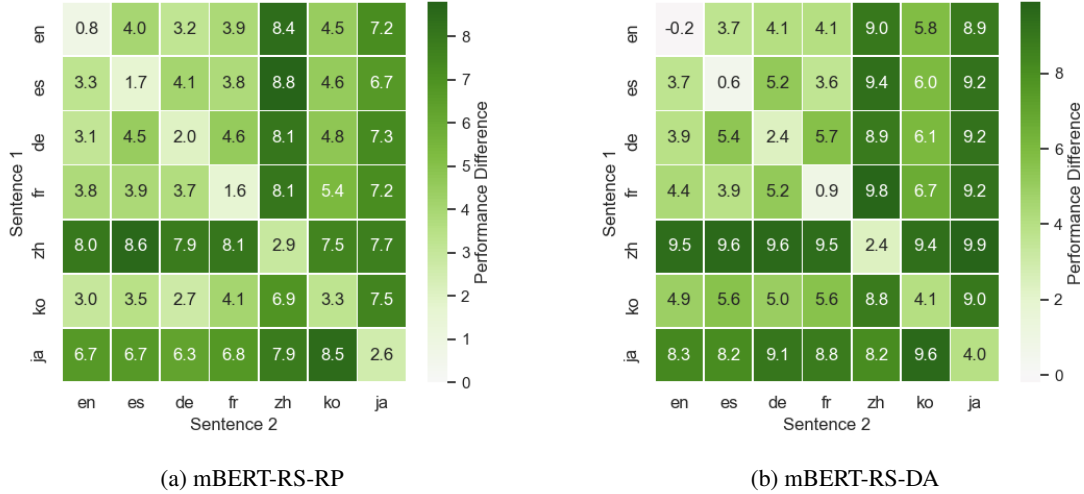 en 0.8 4.0 3.2 3.9 8.4 4.5 7.2
es 3.3 1.7 4.1 3.8 8.8 4.6 6.7
de 3.1 4.5 2.0 4.6 8.1 4.8 7.3
fr 3.8 3.9 3.7 1.6 8.1 5.4 7.2
zh 8.0 8.6 7.9 8.1 2.9 7.5 7.7
ko 3.0 3.5 2.7 4.1 6.9 3.3 7.5
ja 6.7 6.7 6.3 6.8 7.9 8.5 2.6
en es de fr zh ko ja
Sentence 2
Sentence 1
8
7
6
5
4
3
2
1
0
Performance Difference
(a) mBERT-RS-RP
en -0.2 3.7 4.1 4.1 9.0 5.8 8.9
es 3.7 0.6 5.2 3.6 9.4 6.0 9.2
de 3.9 5.4 2.4 5.7 8.9 6.1 9.2
fr 4.4 3.9 5.2 0.9 9.8 6.7 9.2
zh 9.5 9.6 9.6 9.5 2.4 9.4 9.9
ko 4.9 5.6 5.0 5.6 8.8 4.1 9.0
ja 8.3 8.2 9.1 8.8 8.2 9.6 4.0
en es de fr zh ko ja
Sentence 2
Sentence 1
8
6
4
2
0
Performance Difference
(b) mBERT-RS-DA